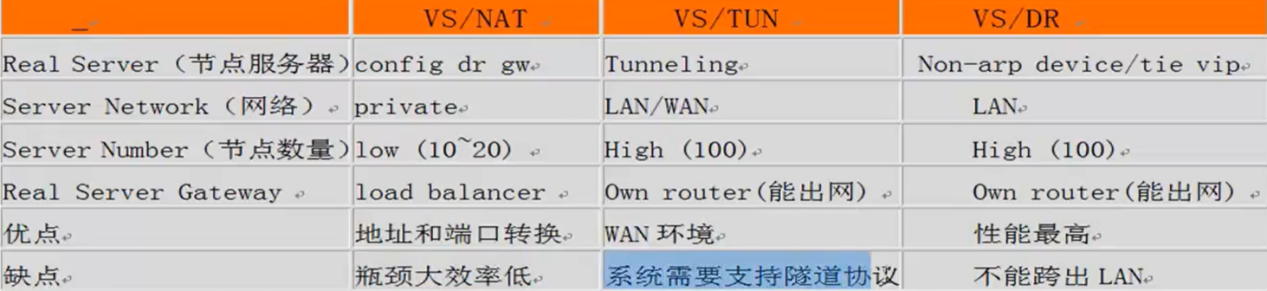 _ VS/NAT VS/TUN VS/DR
Real Server（节点服务器） config dr gw Tunneling Non-arp device/tie vip
Server Network（网络） private LAN/WAN LAN
Server Number（节点数量） low (10~20) High (100) High (100)
Real Server Gateway load balancer Own router(能出网) Own router(能出网)
优点 地址和端口转换 WAN 环境 性能最高
缺点 瓶颈大效率低 系统需要支持隧道协议 不能跨出 LAN